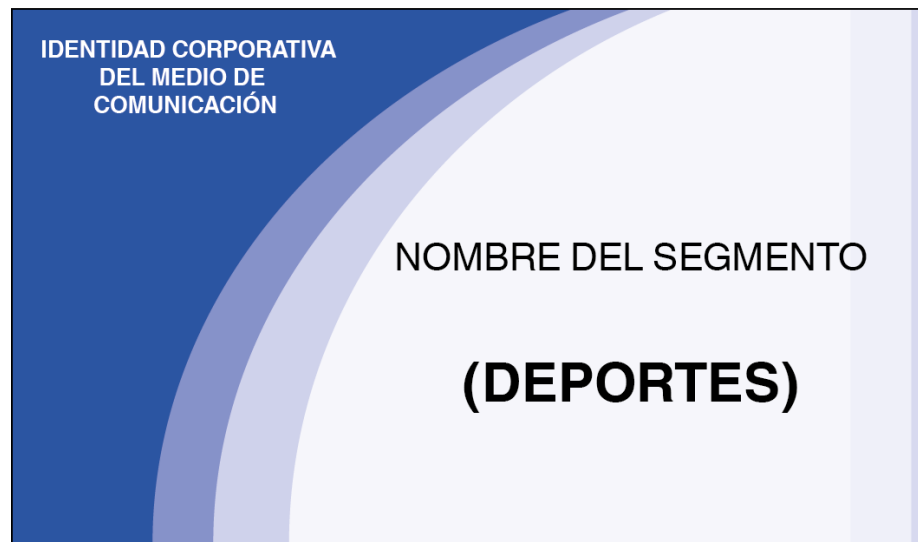 IDENTIDAD CORPORATIVA
DEL MEDIO DE
COMUNICACIÓN
NOMBRE DEL SEGMENTO
(DEPORTES)